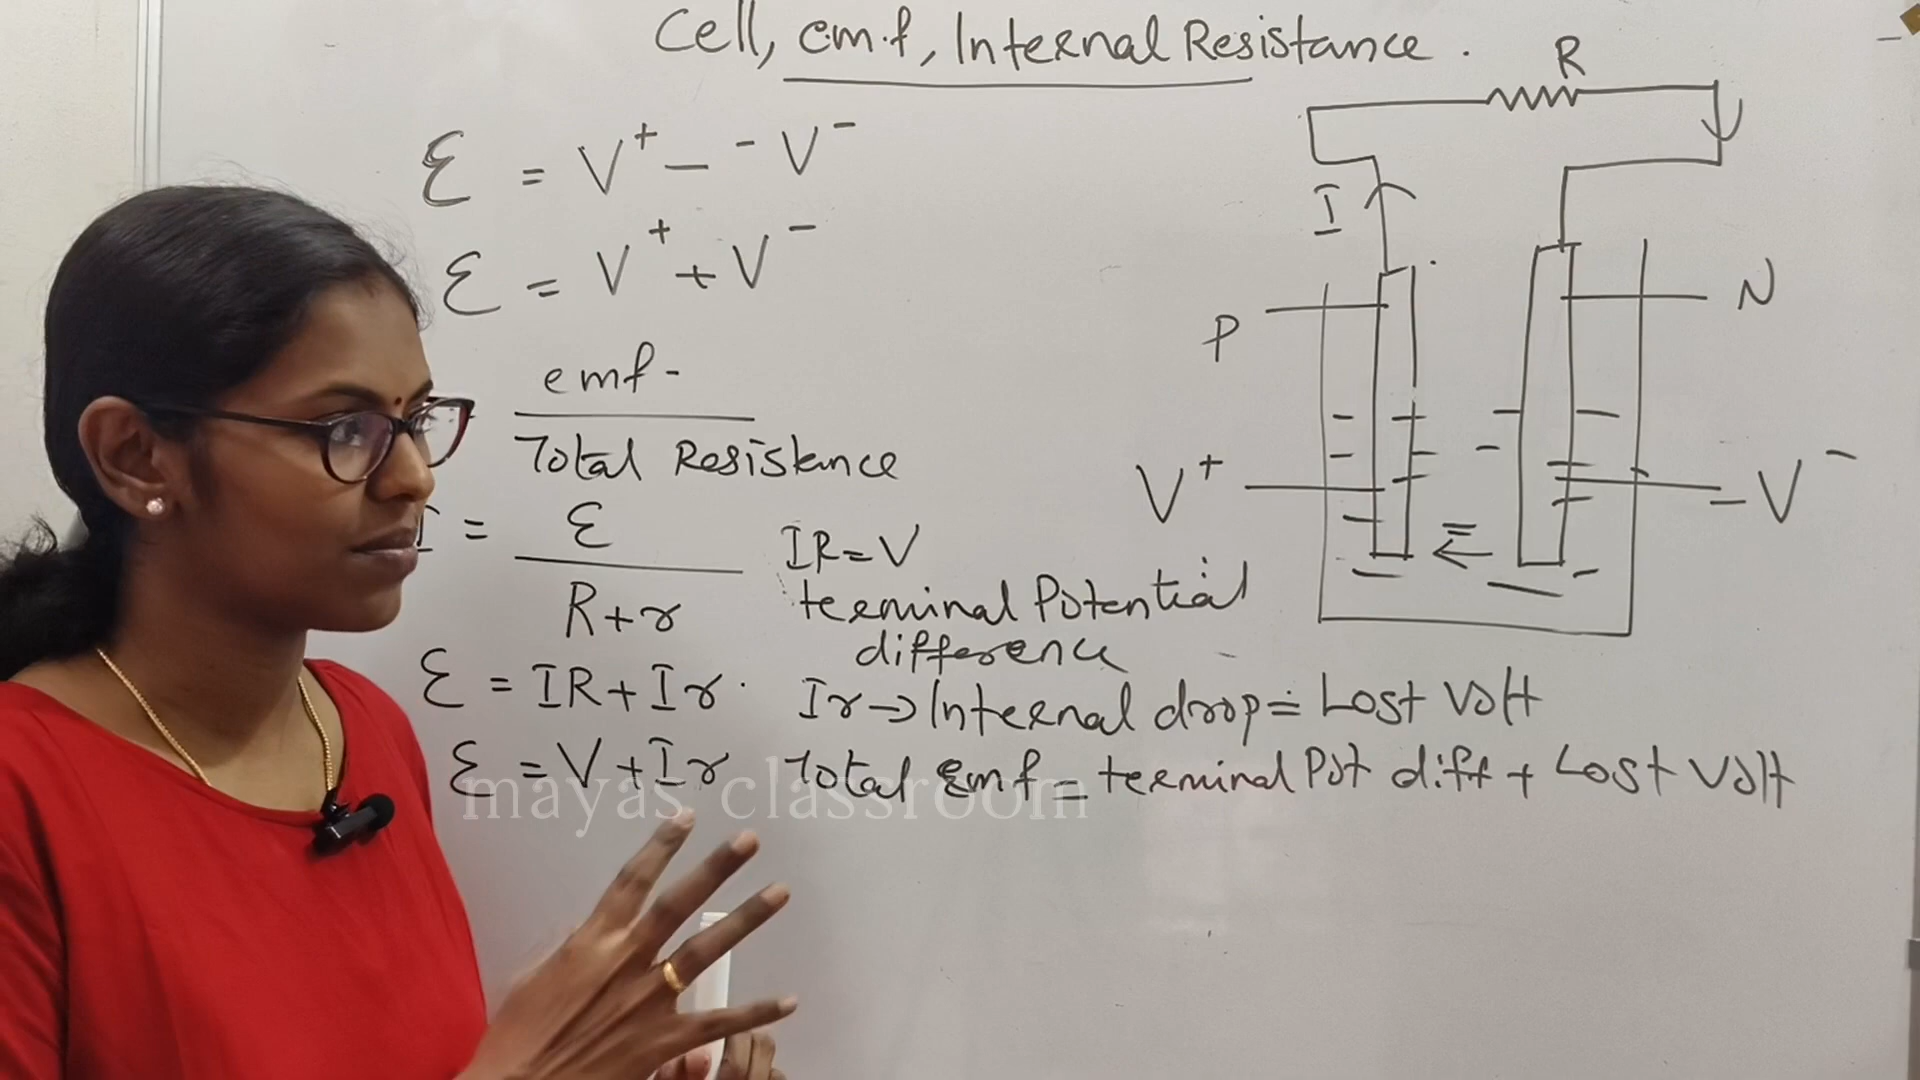 Cell, em.f, Internal Resistance.
ε = V⁺ - ⁻V⁻
ε = V⁺ + V⁻
emf -
Total Resistance
I = ε
R+r
IR = V
terminal Potential
difference
ε = IR + Ir.
Ir → Internal drop = Lost Volt
ε = V + Ir
Total emf = terminal Pot diff + Lost Volt
mayas classroom
R
I
P
N
V⁺
-V⁻